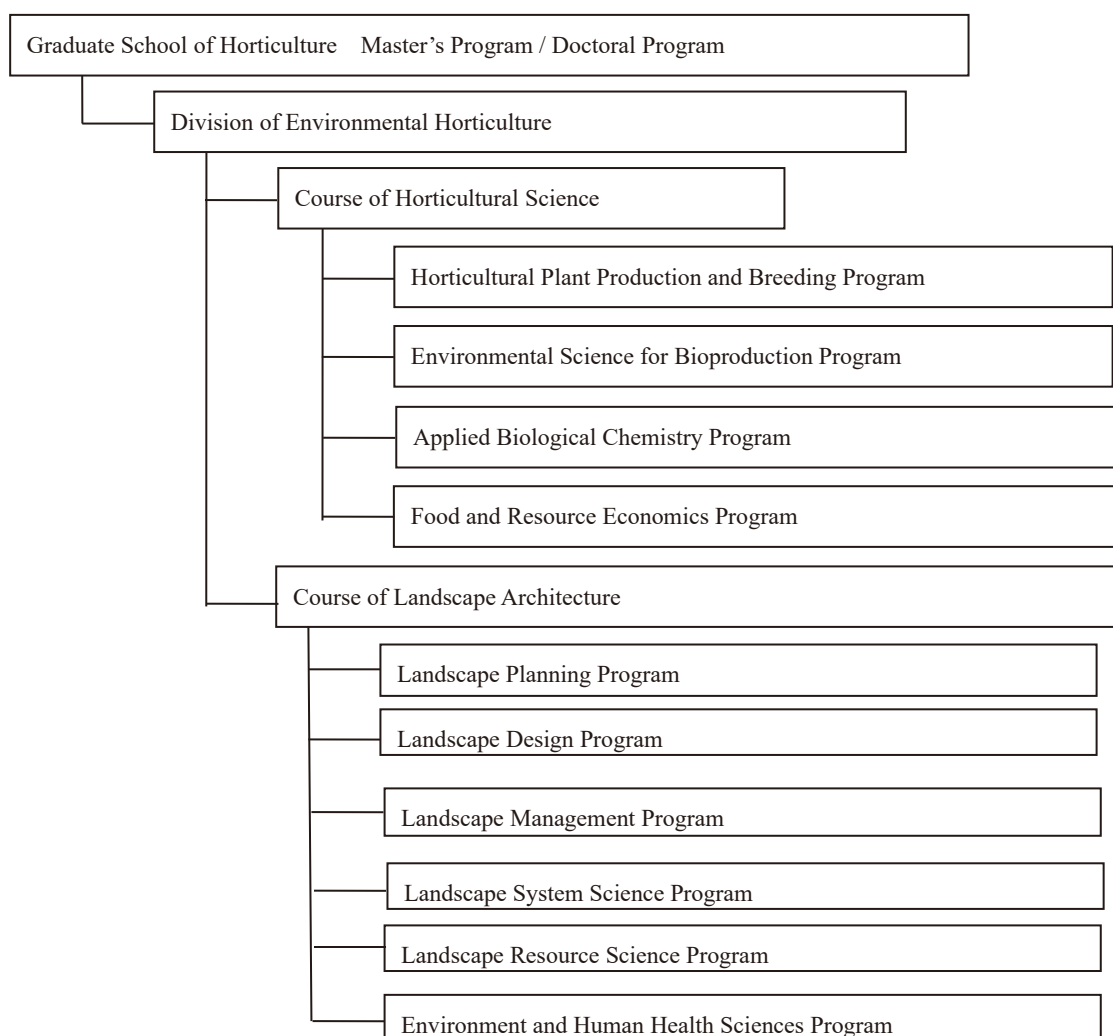 Graduate School of Horticulture Master’s Program / Doctoral Program
Division of Environmental Horticulture
Course of Horticultural Science
Horticultural Plant Production and Breeding Program
Environmental Science for Bioproduction Program
Applied Biological Chemistry Program
Food and Resource Economics Program
Course of Landscape Architecture
Landscape Planning Program
Landscape Design Program
Landscape Management Program
Landscape System Science Program
Landscape Resource Science Program
Environment and Human Health Sciences Program